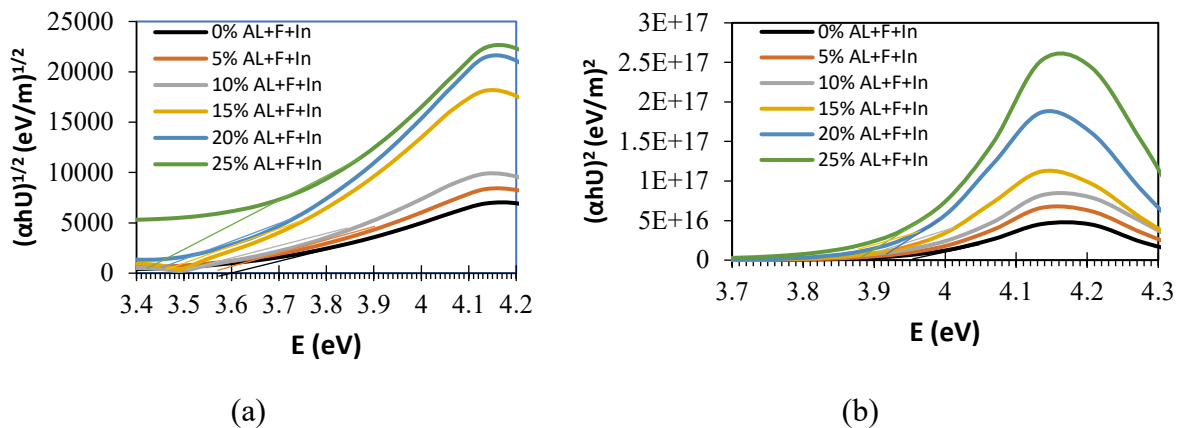 (αhU)1/2 (eV/m)1/2
25000
20000
15000
10000
5000
0
0% AL+F+In
5% AL+F+In
10% AL+F+In
15% AL+F+In
20% AL+F+In
25% AL+F+In
3.4 3.5 3.6 3.7 3.8 3.9 4 4.1 4.2
E (eV)
(a)
(αhU)2 (eV/m)2
3E+17
2.5E+17
2E+17
1.5E+17
1E+17
5E+16
0
0% AL+F+In
5% AL+F+In
10% AL+F+In
15% AL+F+In
20% AL+F+In
25% AL+F+In
3.7 3.8 3.9 4 4.1 4.2 4.3
E (eV)
(b)